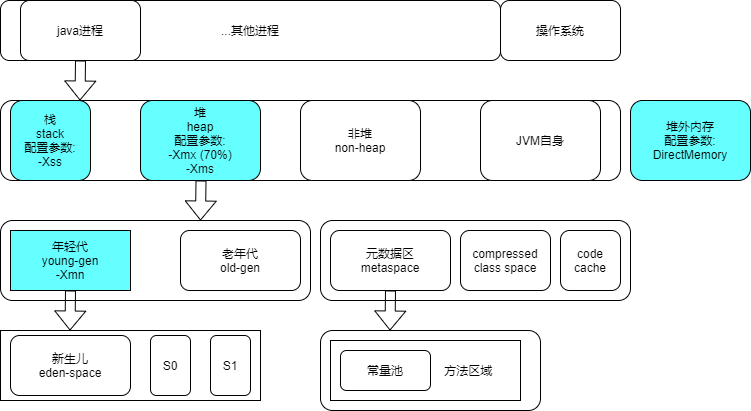 java进程
...其他进程
操作系统
栈
stack
配置参数:
-Xss
堆
heap
配置参数:
-Xmx (70%)
-Xms
非堆
non-heap
JVM自身
堆外内存
配置参数:
DirectMemory
年轻代
young-gen
-Xmn
老年代
old-gen
元数据区
metaspace
compressed
class space
code
cache
新生儿
eden-space
S0
S1
常量池
方法区域